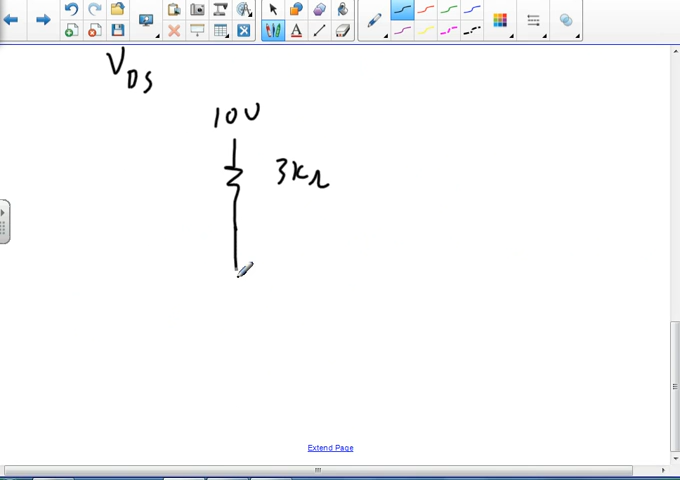 VDS
10V
3kΩ
Extend Page